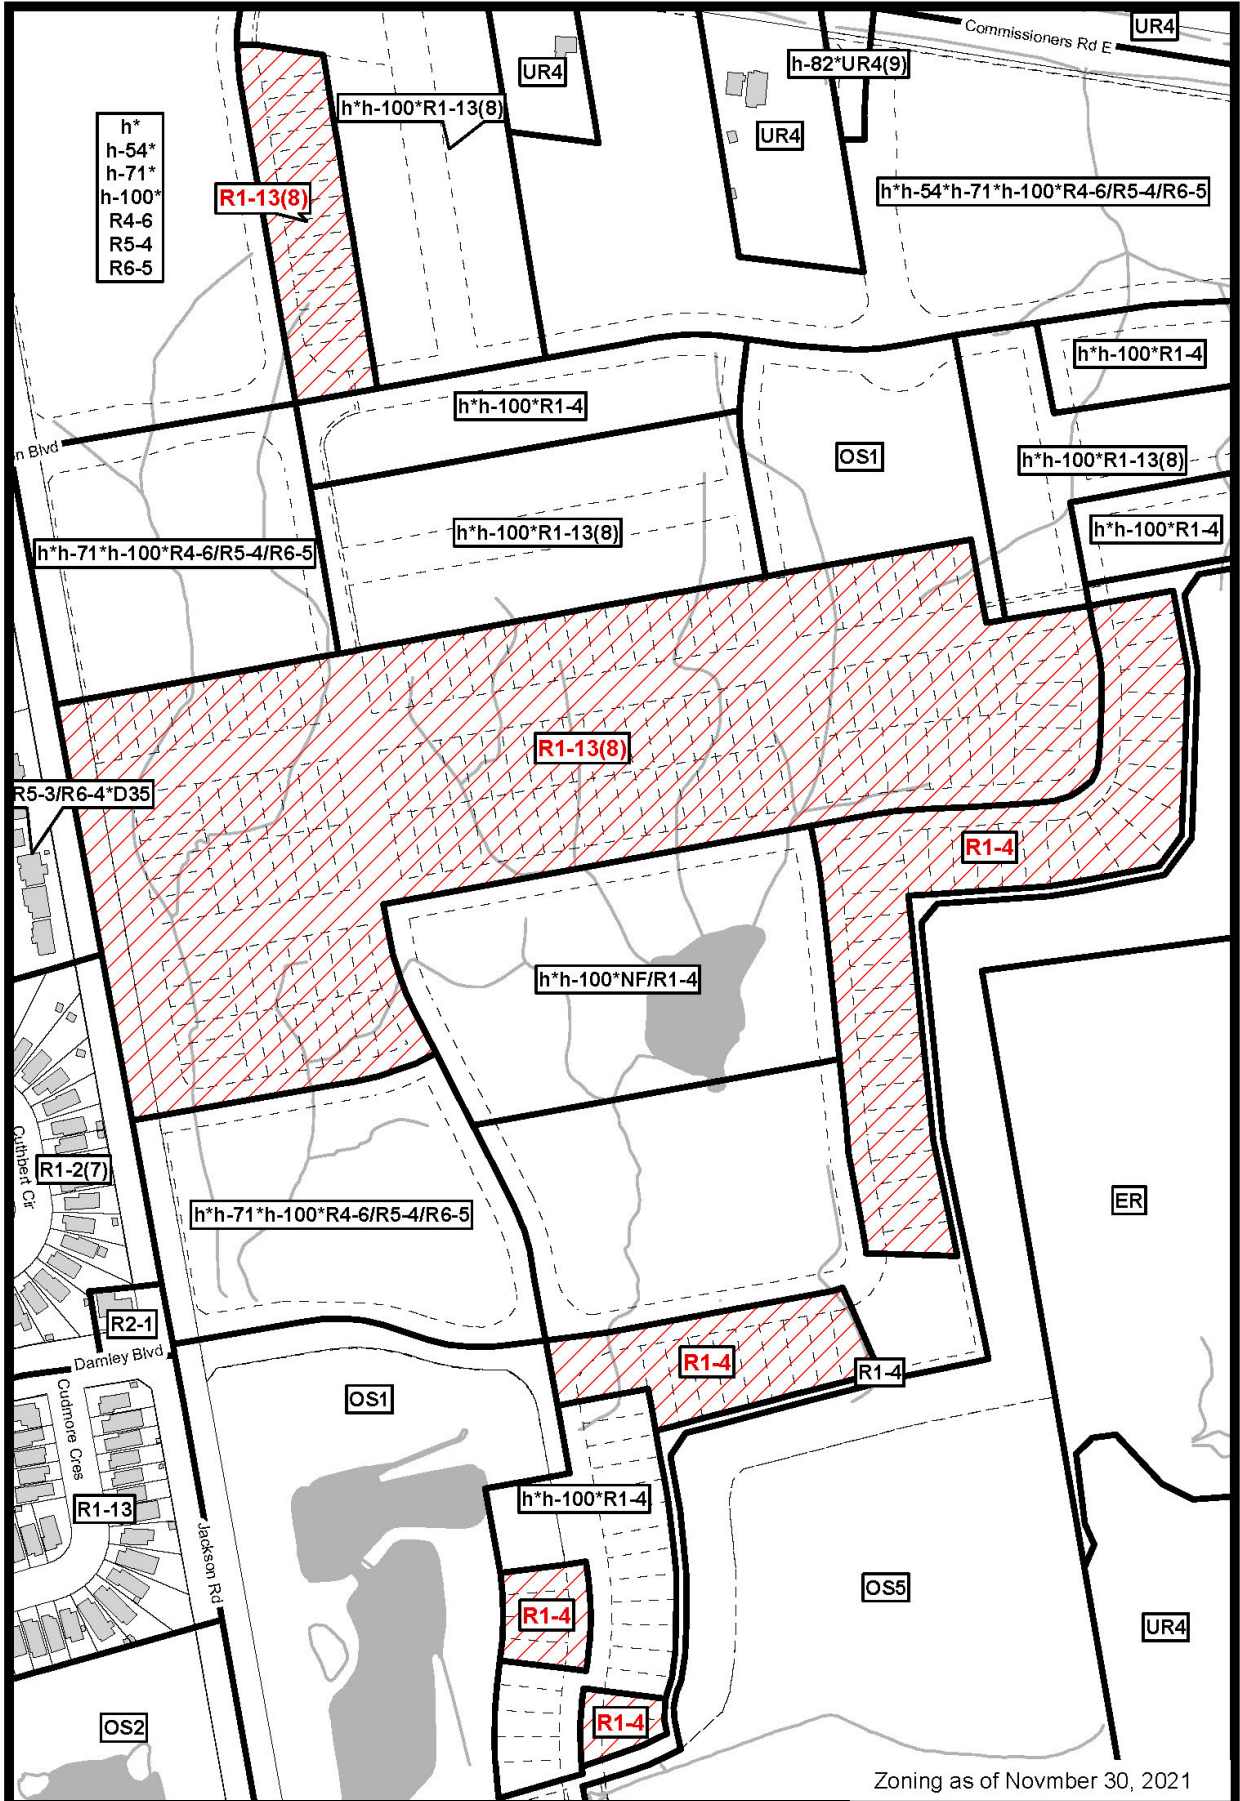 UR4
Commissioners Rd E
h-82*UR4(9)
UR4
h*h-100*R1-13(8)
h*
h-54*
h-71*
h-100*
R4-6
R5-4
R6-5
UR4
R1-13(8)
h*h-54*h-71*h-100*R4-6/R5-4/R6-5
h*h-100*R1-4
h*h-100*R1-4
n Blvd
OS1
h*h-100*R1-13(8)
h*h-100*R1-13(8)
h*h-100*R1-4
h*h-71*h-100*R4-6/R5-4/R6-5
R1-13(8)
R5-3/R6-4*D35
R1-4
h*h-100*NF/R1-4
Cuthbert Cir
R1-2(7)
ER
h*h-71*h-100*R4-6/R5-4/R6-5
R2-1
Darnley Blvd
R1-4
R1-4
OS1
Cudmore Cres
h*h-100*R1-4
R1-13
Jackson Rd
OS5
R1-4
UR4
R1-4
OS2
Zoning as of Novmber 30, 2021